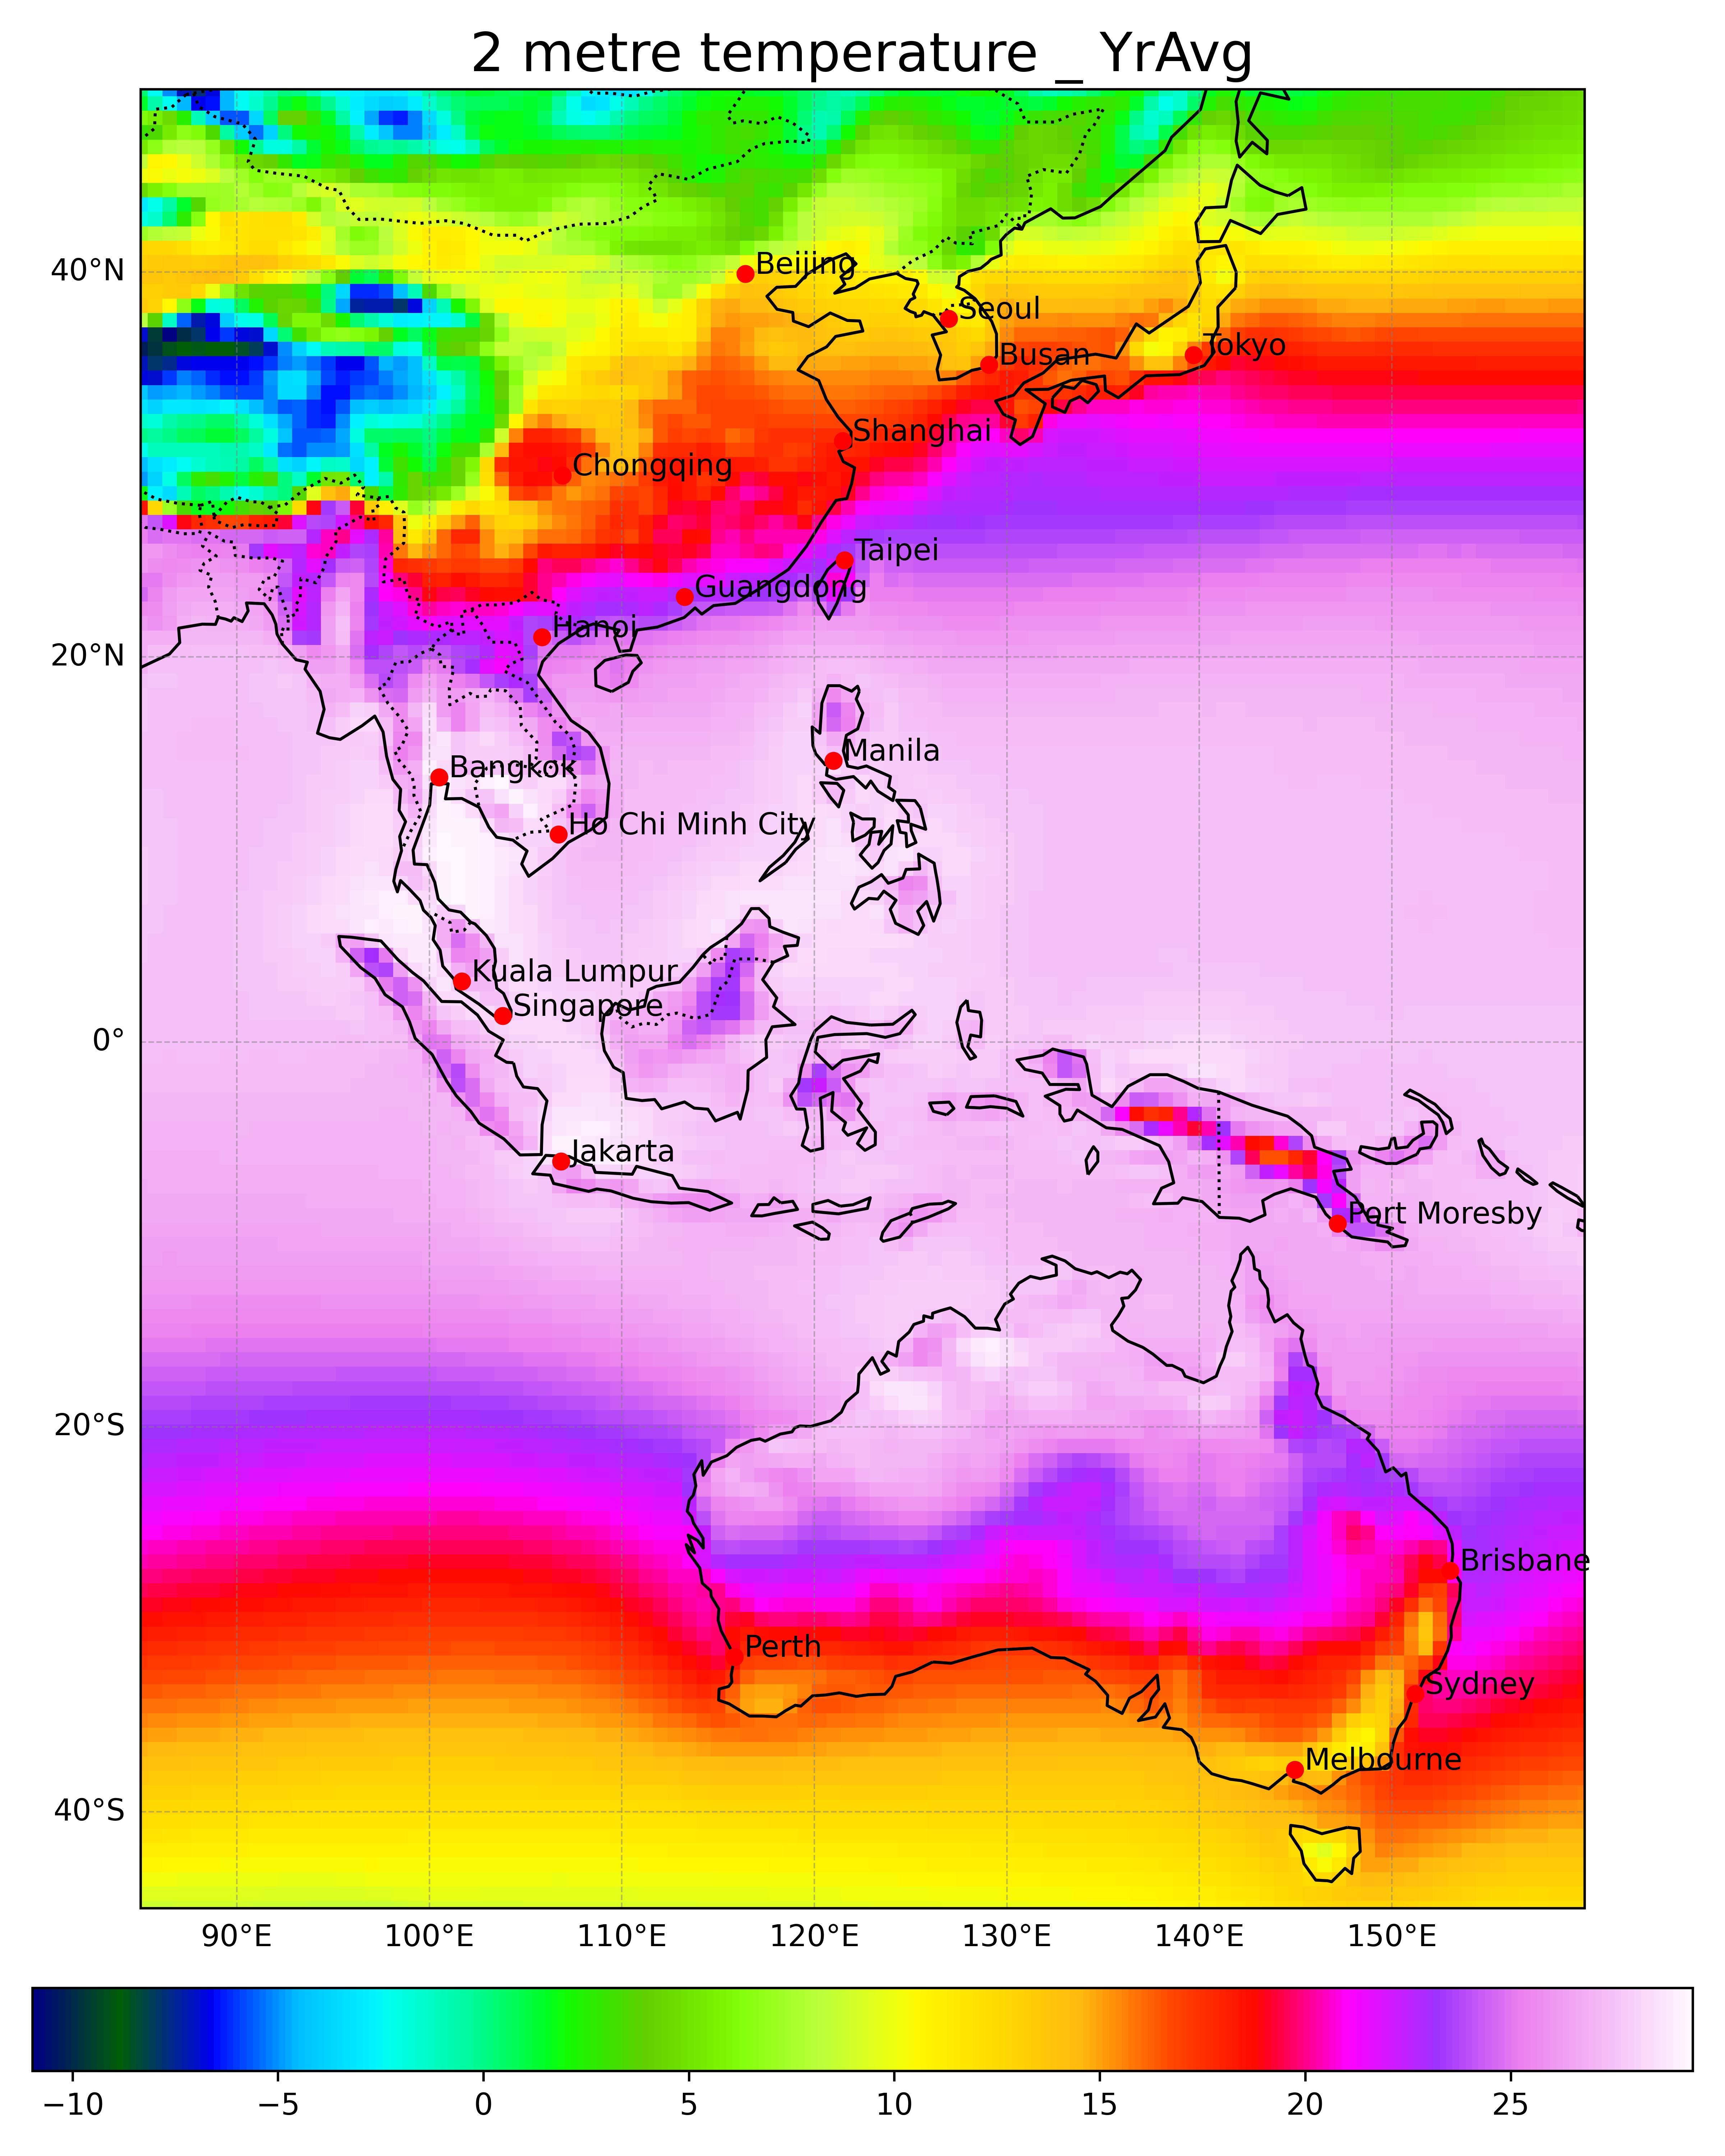 2 metre temperature _ YrAvg
40°N
Beijing
Seoul
Busan
Tokyo
Shanghai
Chongqing
Taipei
Guangdong
Hanoi
20°N
Manila
Bangkok
Ho Chi Minh City
Kuala Lumpur
Singapore
0°
Jakarta
Port Moresby
20°S
Brisbane
Perth
Sydney
Melbourne
40°S
90°E 100°E 110°E 120°E 130°E 140°E 150°E
−10 −5 0 5 10 15 20 25